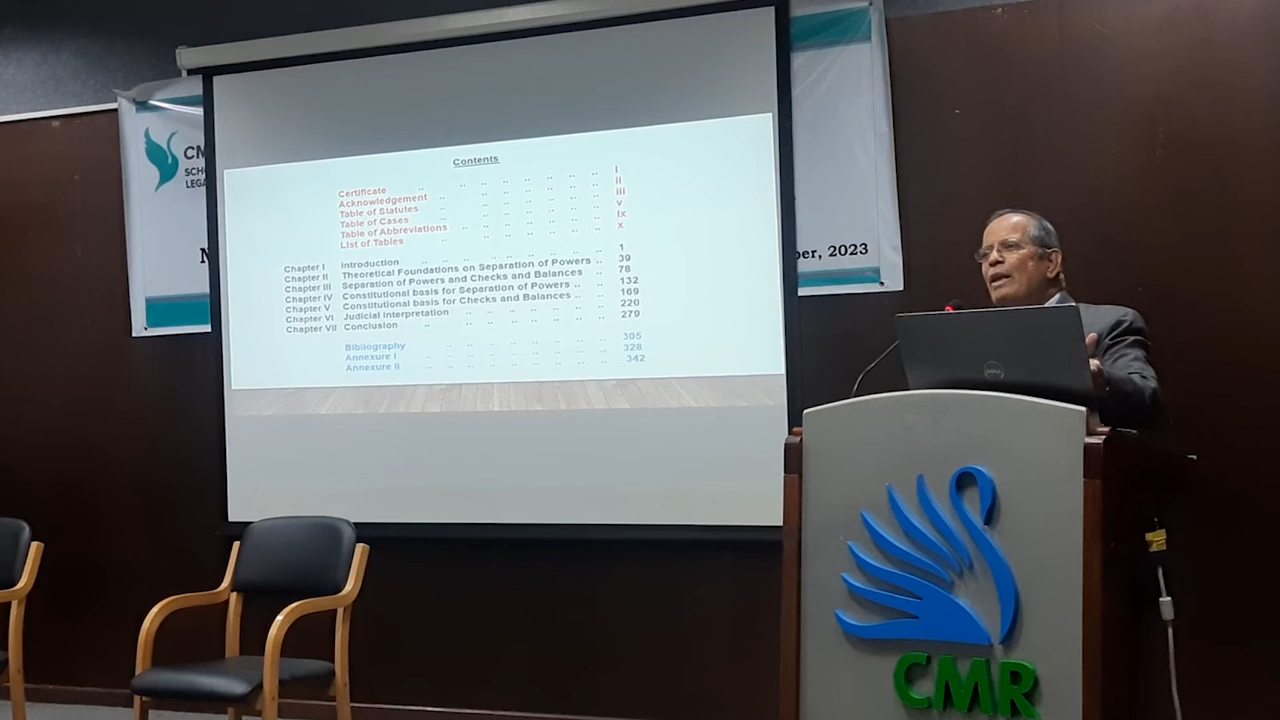 CM
SCHO
LEGA
N
ber, 2023
Contents
Certificate .. .. .. .. .. .. .. .. i
Acknowledgement .. .. .. .. .. .. .. .. ii
Table of Statutes .. .. .. .. .. .. .. iii
Table of Cases .. .. .. .. .. .. .. v
Table of Abbreviations .. .. .. .. .. .. .. .. ix
List of Tables .. .. .. .. .. .. .. x
Chapter I Introduction .. .. .. .. .. .. .. .. .. 1
Chapter II Theoretical Foundations on Separation of Powers .. 39
Chapter III Separation of Powers and Checks and Balances .. 78
Chapter IV Constitutional basis for Separation of Powers .. .. 132
Chapter V Constitutional basis for Checks and Balances .. .. 169
Chapter VI Judicial interpretation .. .. .. .. .. .. .. 220
Chapter VII Conclusion .. .. .. .. .. .. .. .. 279
Bibliography .. .. .. .. .. .. .. .. 305
Annexure I .. .. .. .. .. .. .. .. .. 328
Annexure II .. .. .. .. .. .. .. .. .. 342
DELL
CMR